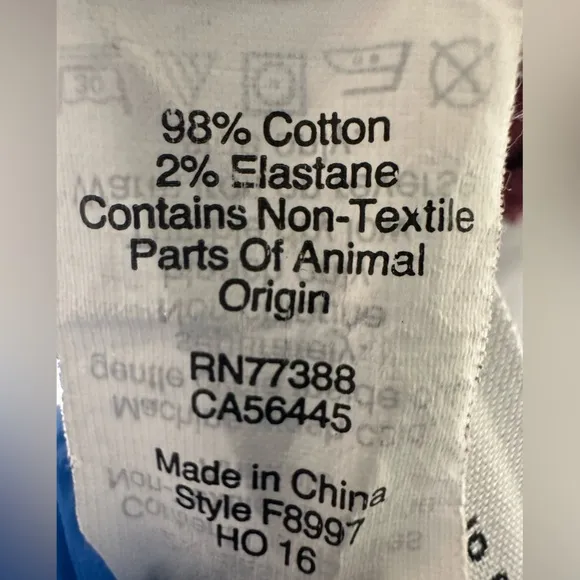 98% Cotton
2% Elastane
Contains Non-Textile
Parts Of Animal
Origin
RN77388
CA56445
Made in China
Style F8997
HO 16